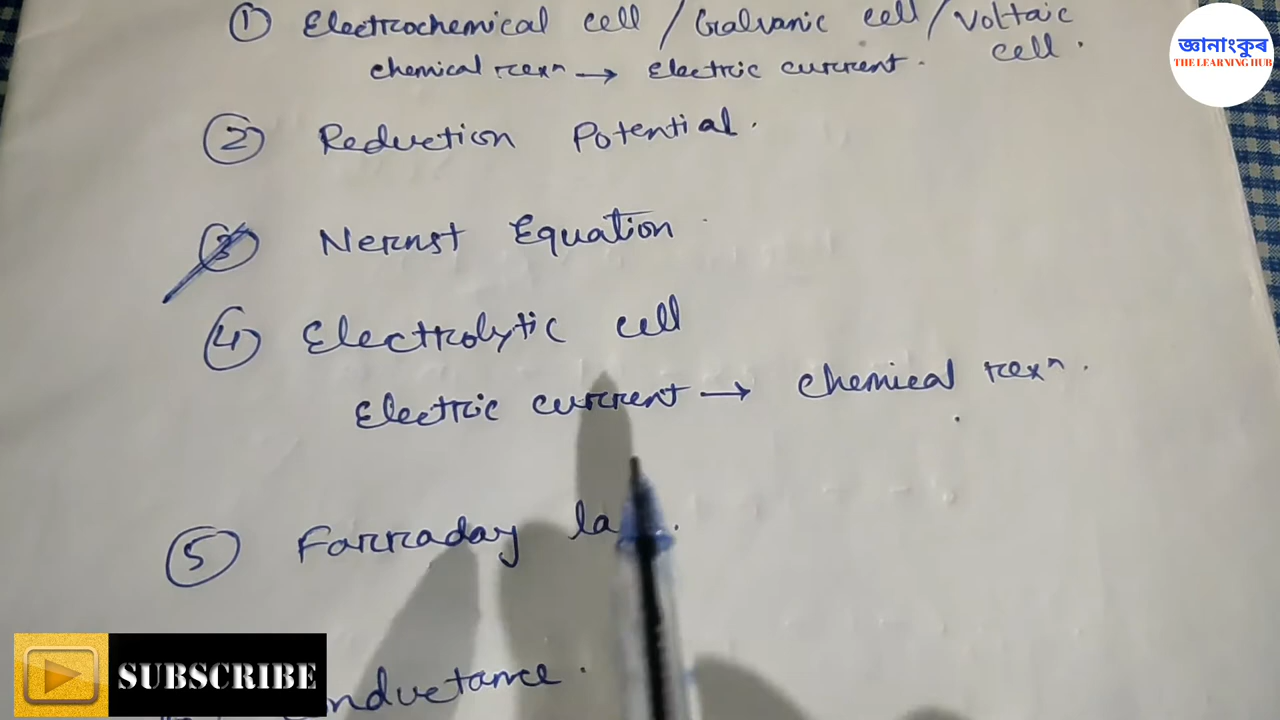 ① Electrochemical cell / Galvanic cell / Voltaic cell.
chemical rexⁿ → Electric current.
② Reduction Potential.
③ Nernst Equation
④ Electrolytic cell
Electric current → chemical rexⁿ.
⑤ Farraday
SUBSCRIBE
জ্ঞানাংকুৰ
THE LEARNING HUB